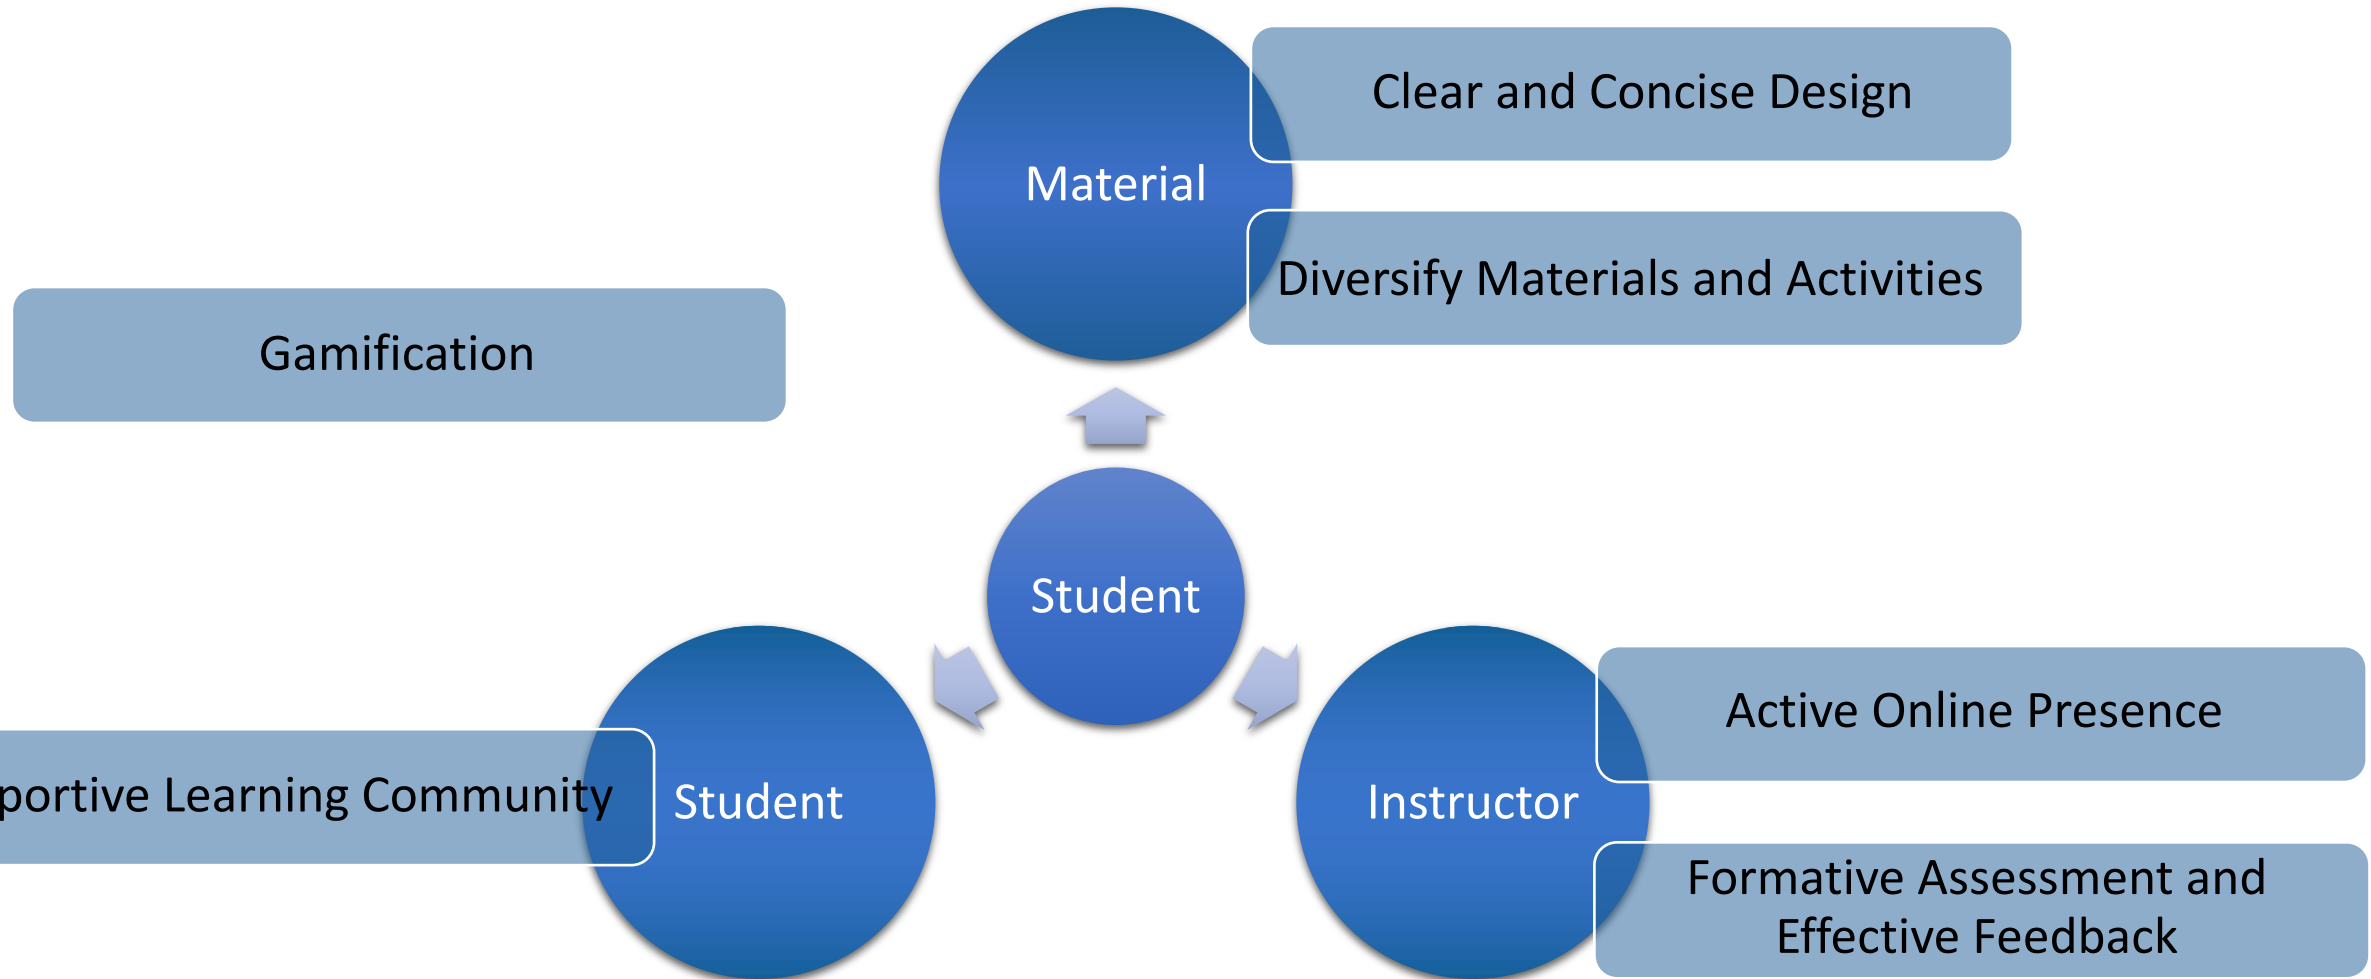 Clear and Concise Design
Material
Diversify Materials and Activities
Gamification
Student
Active Online Presence
portive Learning Community
Student
Instructor
Formative Assessment and
Effective Feedback